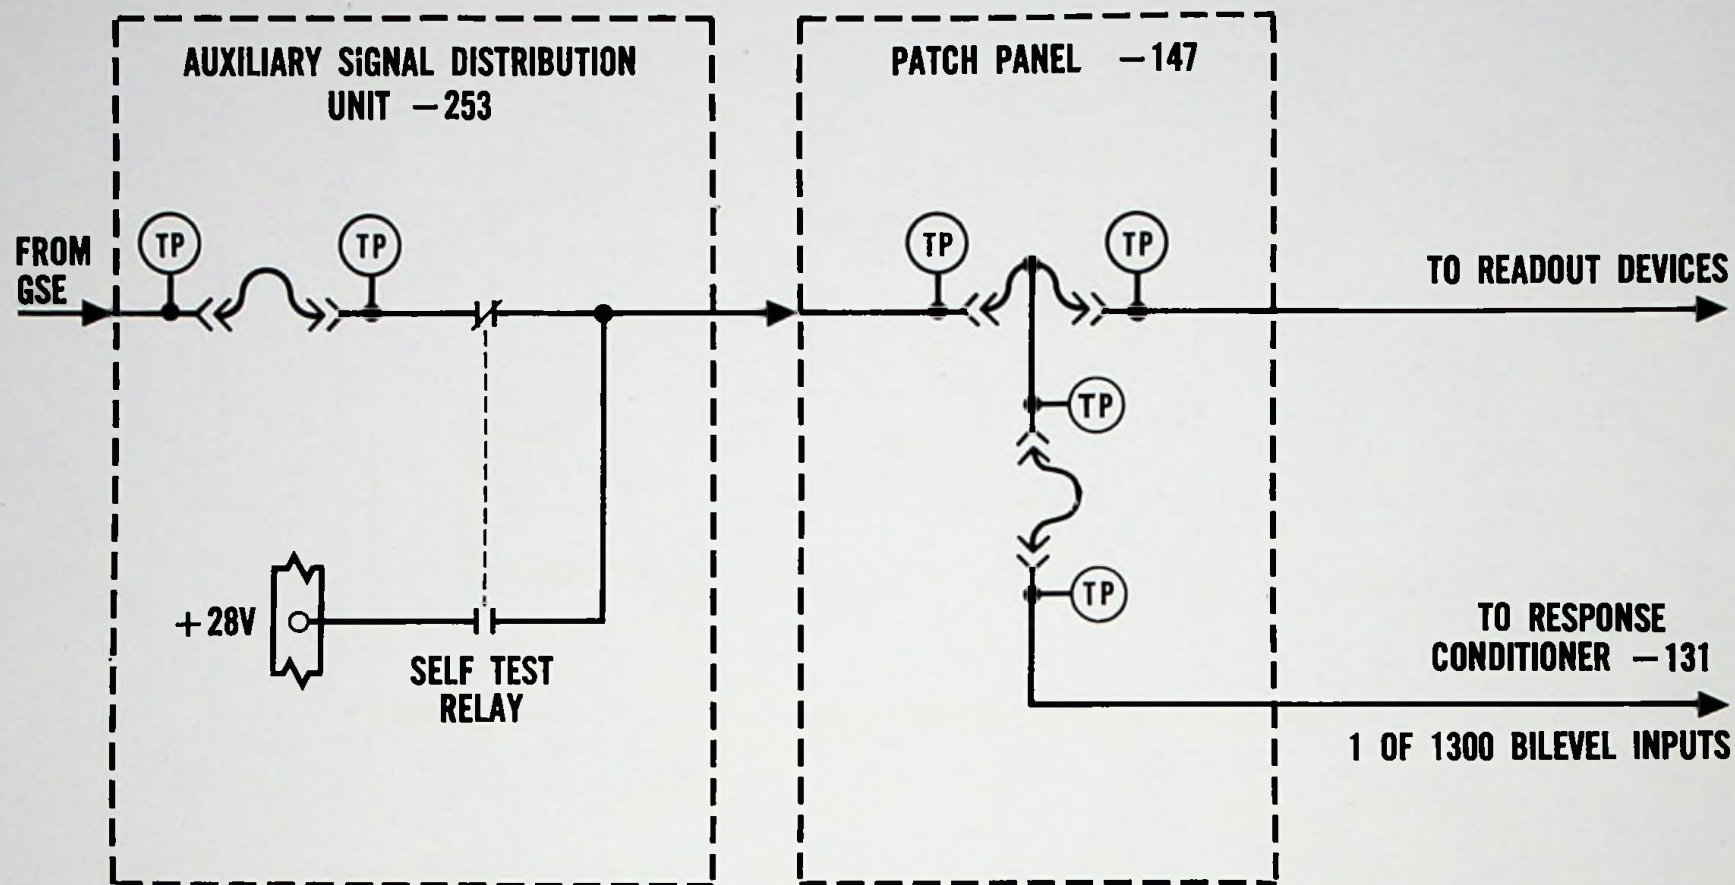 AUXILIARY SIGNAL DISTRIBUTION
UNIT -253
PATCH PANEL -147
FROM
GSE
TP
TP
TP
TP
TO READOUT DEVICES
TP
TP
+28V
SELF TEST
RELAY
TO RESPONSE
CONDITIONER -131
1 OF 1300 BILEVEL INPUTS